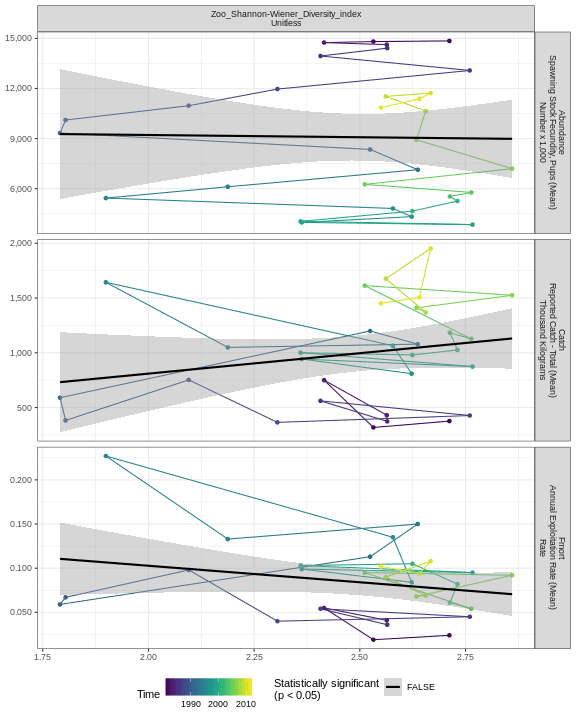 Zoo_Shannon-Wiener_Diversity_index
Unitless
15,000
12,000
9,000
6,000
Abundance
Spawning Stock Fecundity, Pups (Mean)
Number x 1,000
2,000
1,500
1,000
500
Catch
Reported Catch - Total (Mean)
Thousand Kilograms
0.200
0.150
0.100
0.050
Fmort
Annual Exploitation Rate (Mean)
Rate
1.75
2.00
2.25
2.50
2.75
Time
1990
2000
2010
Statistically significant
(p < 0.05)
FALSE